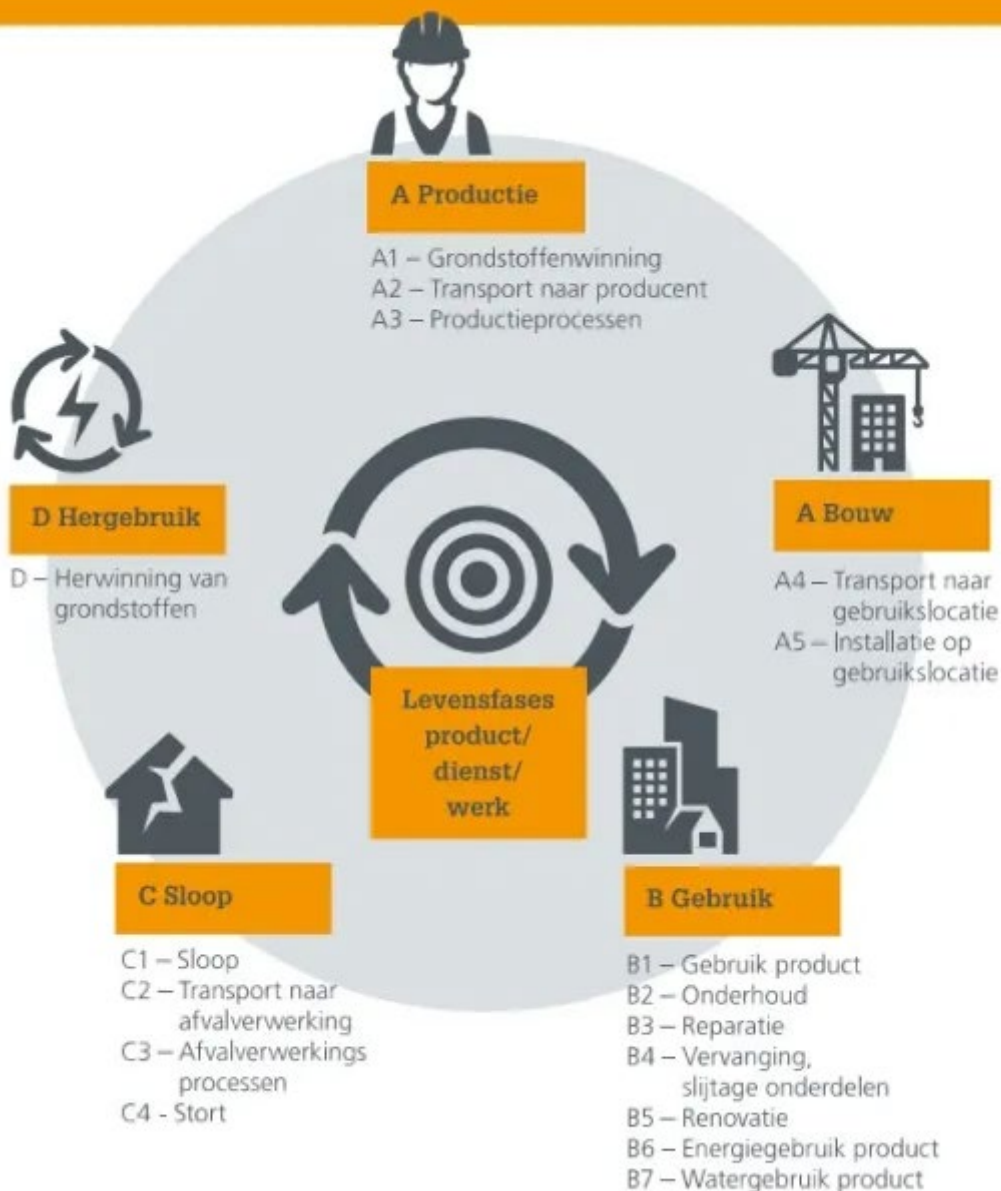 A Productie
A1 – Grondstoffenwinning
A2 – Transport naar producent
A3 – Productieprocessen
A Bouw
A4 – Transport naar
gebruikslocatie
A5 – Installatie op
gebruikslocatie
B Gebruik
B1 – Gebruik product
B2 – Onderhoud
B3 – Reparatie
B4 – Vervanging,
slijtage onderdelen
B5 – Renovatie
B6 – Energiegebruik product
B7 – Watergebruik product
C Sloop
C1 – Sloop
C2 – Transport naar
afvalverwerking
C3 – Afvalverwerkings
processen
C4 - Stort
D Hergebruik
D – Herwinning van
grondstoffen
Levensfases
product/
dienst/
werk